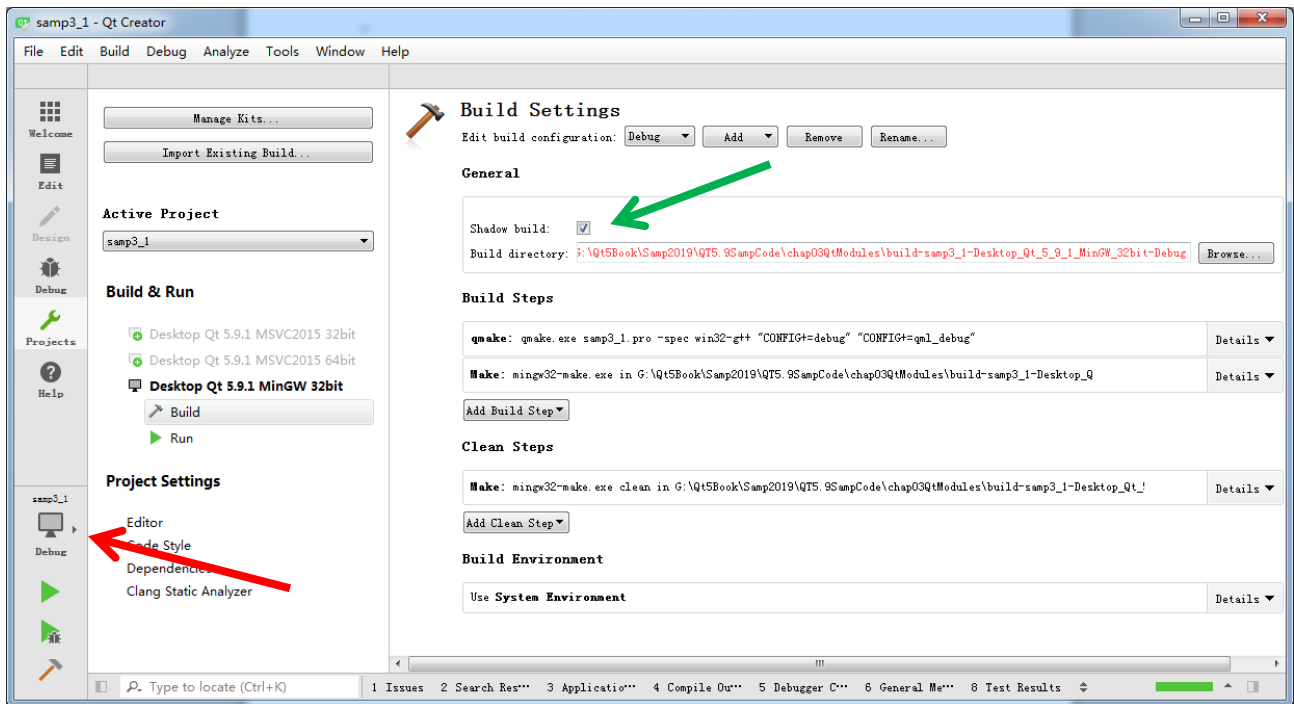 samp3_1 - Qt Creator
File Edit Build Debug Analyze Tools Window Help
Welcome
Edit
Design
Debug
Projects
Help
samp3_1
Debug
Manage Kits...
Import Existing Build...
Active Project
samp3_1
Build & Run
Desktop Qt 5.9.1 MSVC2015 32bit
Desktop Qt 5.9.1 MSVC2015 64bit
Desktop Qt 5.9.1 MinGW 32bit
Build
Run
Project Settings
Editor
Code Style
Dependencies
Clang Static Analyzer
Build Settings
Edit build configuration: Debug Add Remove Rename...
General
Shadow build:
Build directory: G:\Qt5Book\Samp2019\QT5.9SampCode\chap03QtModules\build-samp3_1-Desktop_Qt_5_9_1_MinGW_32bit-Debug Browse...
Build Steps
qmake: qmake.exe samp3_1.pro -spec win32-g++ "CONFIG+=debug" "CONFIG+=qml_debug" Details
Make: mingw32-make.exe in G:\Qt5Book\Samp2019\QT5.9SampCode\chap03QtModules\build-samp3_1-Desktop_Q Details
Add Build Step
Clean Steps
Make: mingw32-make.exe clean in G:\Qt5Book\Samp2019\QT5.9SampCode\chap03QtModules\build-samp3_1-Desktop_Qt_ Details
Add Clean Step
Build Environment
Use System Environment Details
Type to locate (Ctrl+K) 1 Issues 2 Search Res… 3 Applicatio… 4 Compile Ou… 5 Debugger C… 6 General Me… 8 Test Results